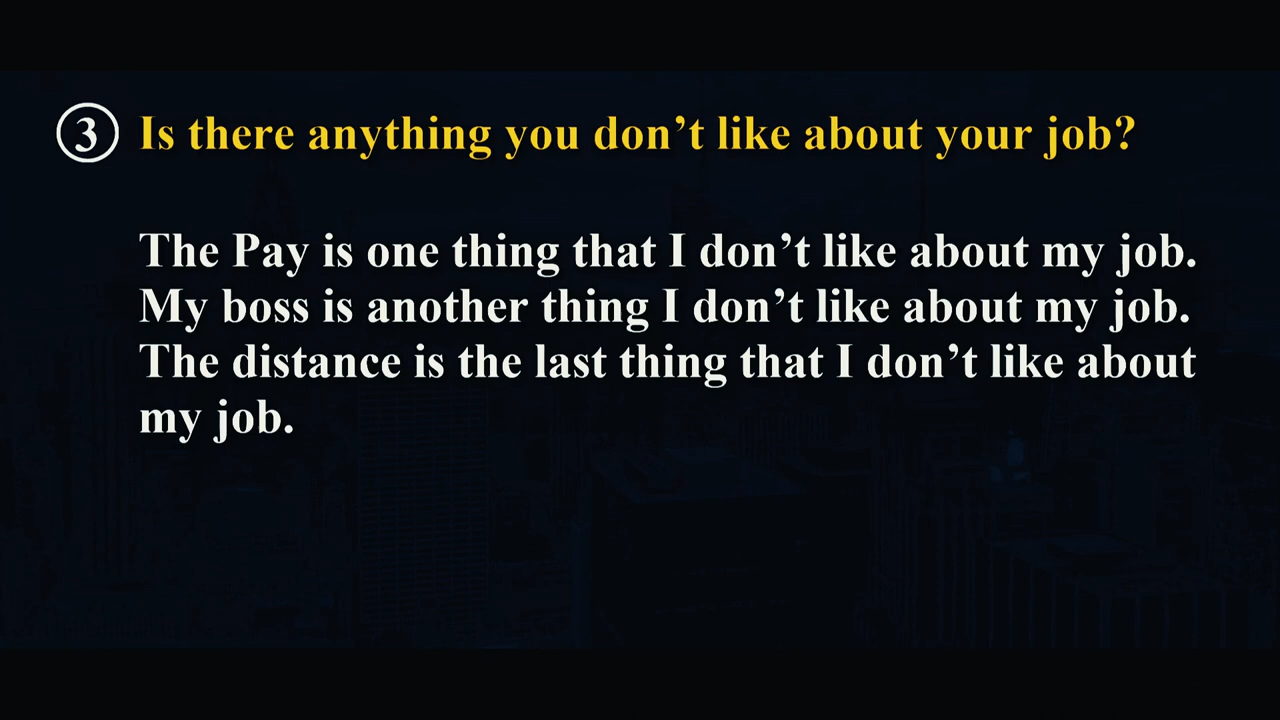 ③ Is there anything you don’t like about your job?
The Pay is one thing that I don’t like about my job.
My boss is another thing I don’t like about my job.
The distance is the last thing that I don’t like about
my job.